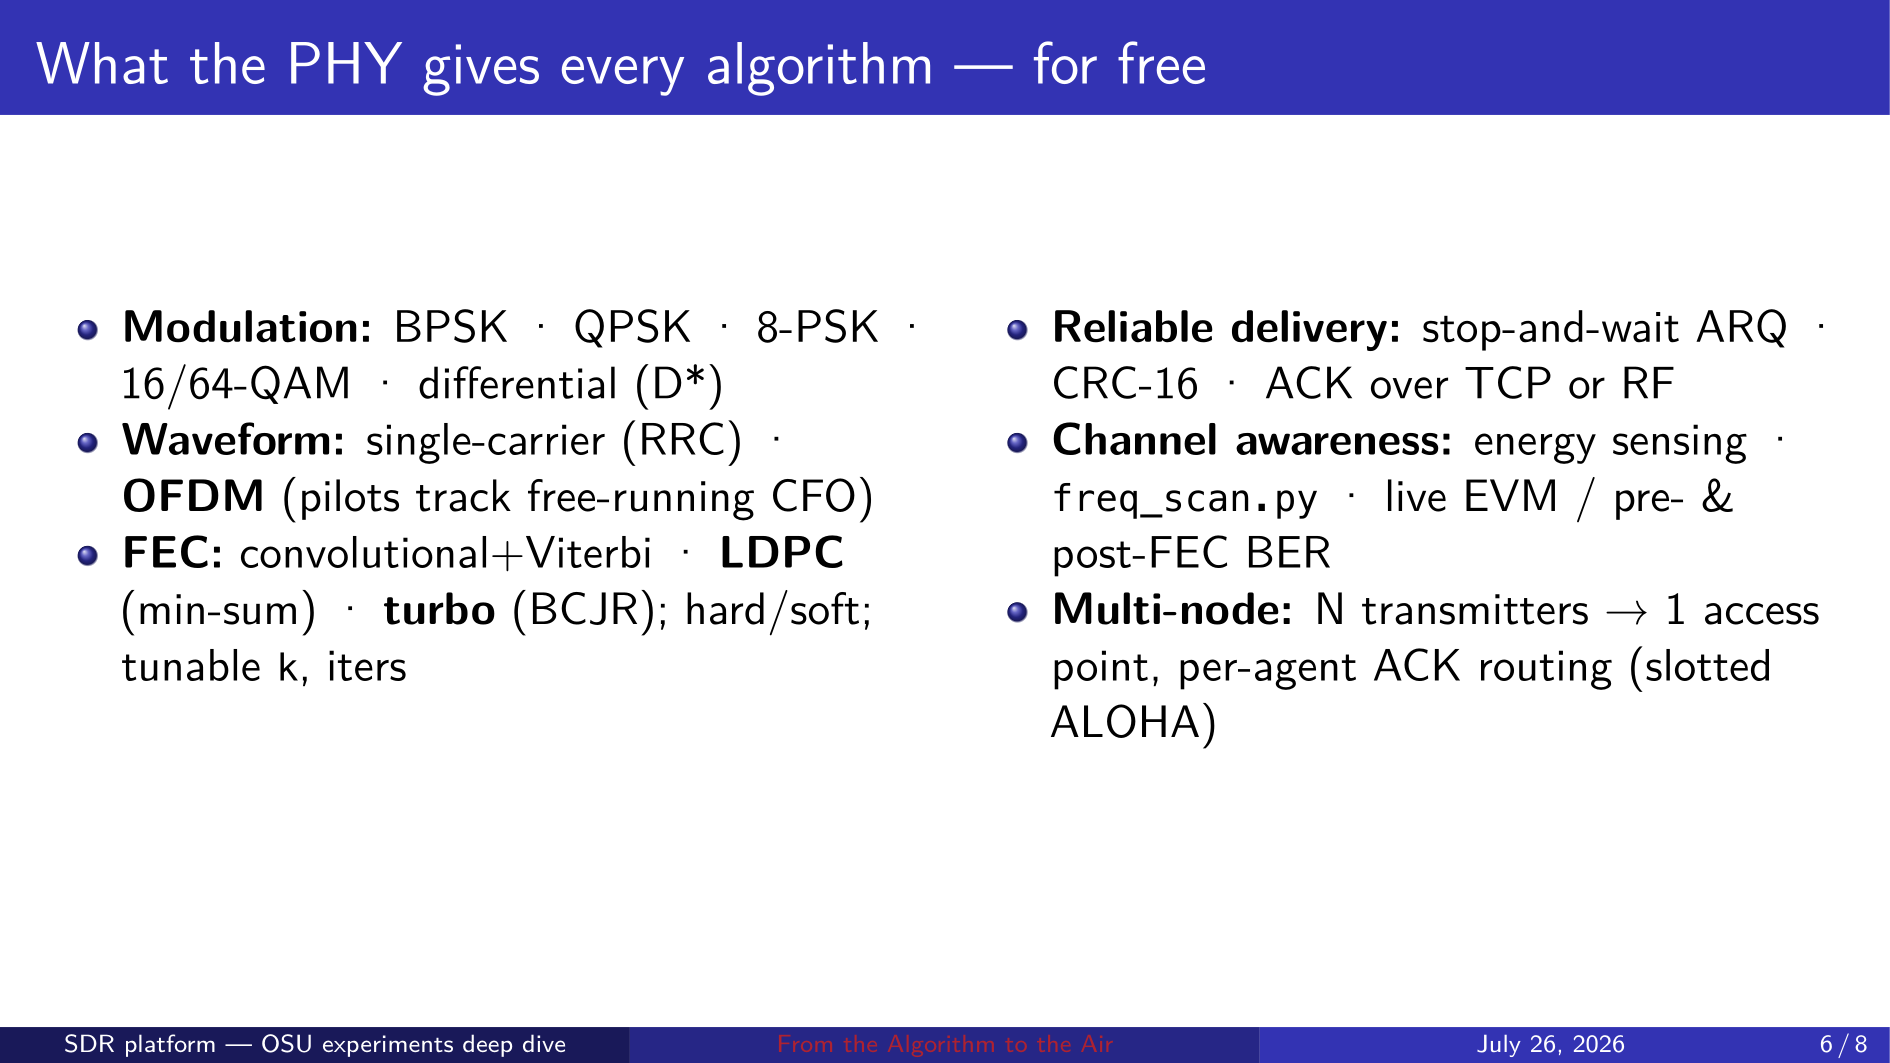 What the PHY gives every algorithm — for free
Modulation: BPSK · QPSK · 8-PSK ·
16/64-QAM · differential (D*)
Waveform: single-carrier (RRC) ·
OFDM (pilots track free-running CFO)
FEC: convolutional+Viterbi · LDPC
(min-sum) · turbo (BCJR); hard/soft;
tunable k, iters
Reliable delivery: stop-and-wait ARQ ·
CRC-16 · ACK over TCP or RF
Channel awareness: energy sensing ·
freq_scan.py · live EVM / pre- &
post-FEC BER
Multi-node: N transmitters → 1 access
point, per-agent ACK routing (slotted
ALOHA)
SDR platform — OSU experiments deep dive
From the Algorithm to the Air
July 26, 2026
6 / 8